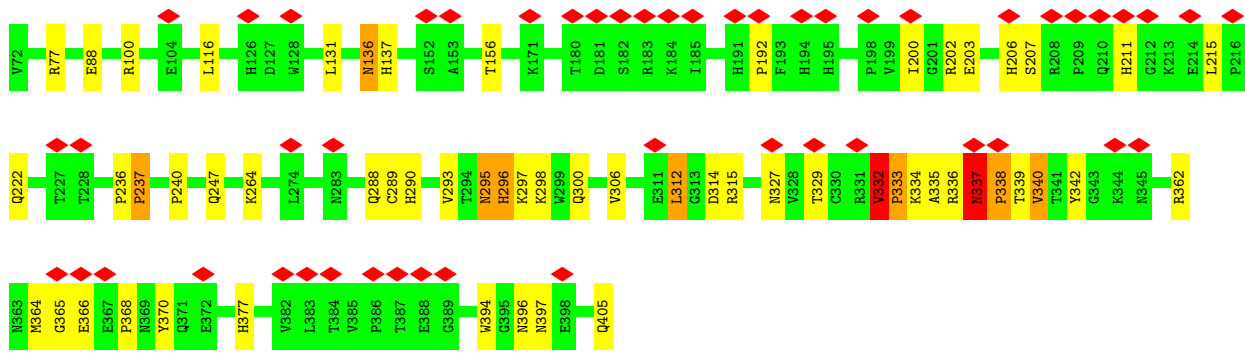 V72 R77 E88 R100 E104 L116 H126 D127 W128 L131 N136 H137 S152 A153 T156 K171 T180 D181 S182 R183 K184 I185 H191 P192 F193 H194 H195 P198 V199 I200 G201 R202 E203 H206 S207 R208 P209 Q210 H211 G212 K213 E214 L215 P216
Q222 T227 T228 P236 P237 P240 Q247 K264 L274 N283 Q288 C289 H290 V293 T294 N295 H296 K297 K298 W299 Q300 V306 E311 L312 G313 D314 R315 N327 V328 T329 C330 R331 V332 P333 K334 A335 R336 N337 P338 T339 V340 T341 Y342 G343 K344 N345 R362
N363 M364 G365 E366 E367 P368 N369 Y370 Q371 E372 H377 V382 L383 T384 V385 P386 T387 E388 G389 W394 G395 N396 N397 E398 Q405